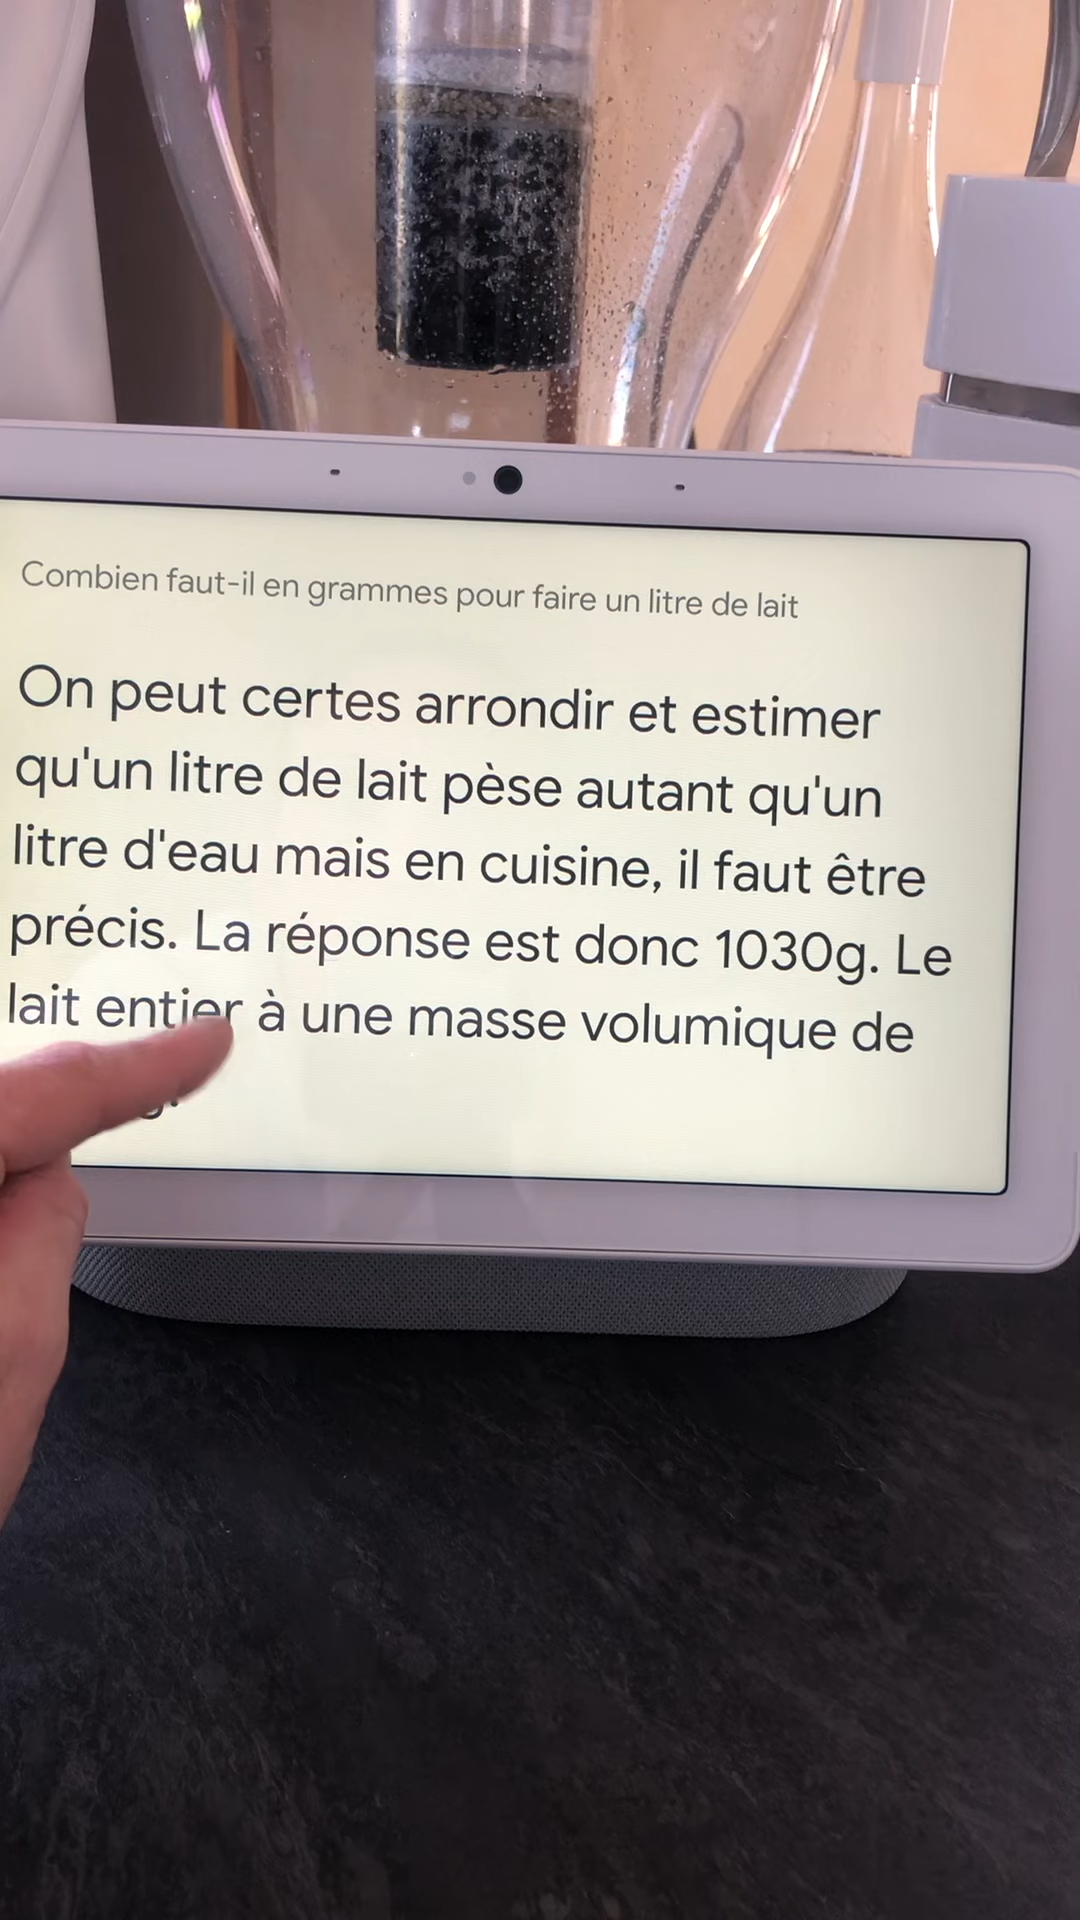 Combien faut-il en grammes pour faire un litre de lait
On peut certes arrondir et estimer
qu'un litre de lait pèse autant qu'un
litre d'eau mais en cuisine, il faut être
précis. La réponse est donc 1030g. Le
lait entier à une masse volumique de